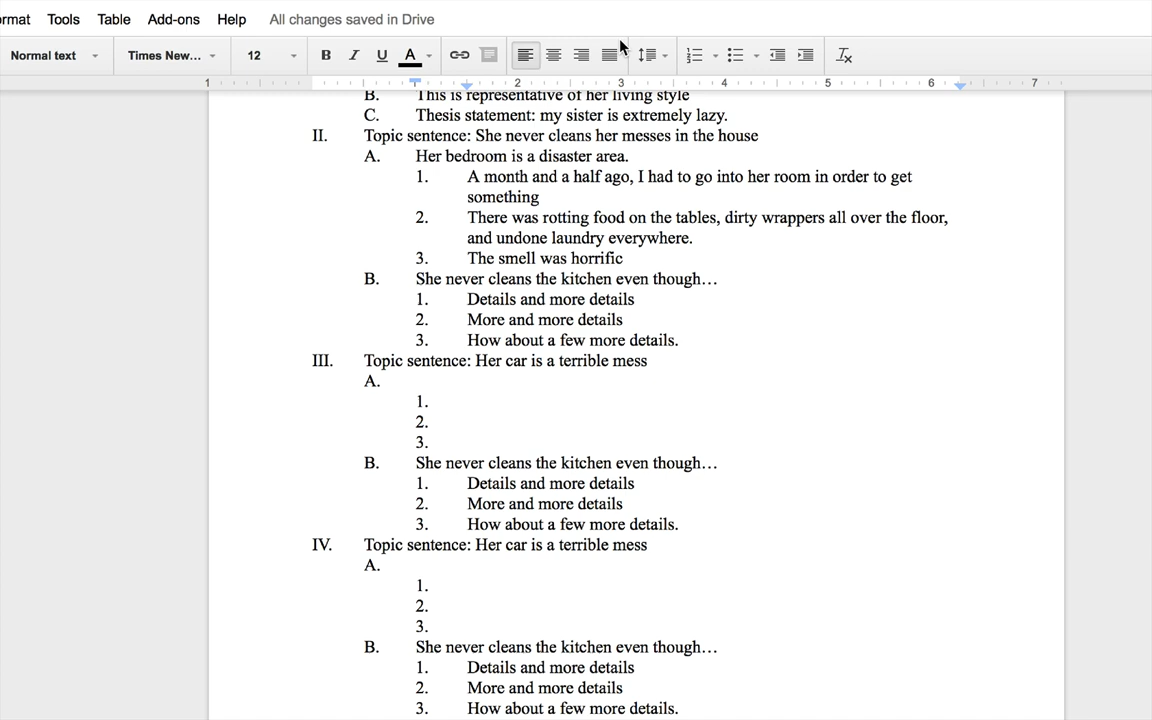 ormat Tools Table Add-ons Help All changes saved in Drive
Normal text Times New... 12 B I U A
1 1 2 3 4 5 6 7
B. This is representative of her living style
C. Thesis statement: my sister is extremely lazy.
II. Topic sentence: She never cleans her messes in the house
A. Her bedroom is a disaster area.
1. A month and a half ago, I had to go into her room in order to get
something
2. There was rotting food on the tables, dirty wrappers all over the floor,
and undone laundry everywhere.
3. The smell was horrific
B. She never cleans the kitchen even though…
1. Details and more details
2. More and more details
3. How about a few more details.
III. Topic sentence: Her car is a terrible mess
A.
1.
2.
3.
B. She never cleans the kitchen even though…
1. Details and more details
2. More and more details
3. How about a few more details.
IV. Topic sentence: Her car is a terrible mess
A.
1.
2.
3.
B. She never cleans the kitchen even though…
1. Details and more details
2. More and more details
3. How about a few more details.